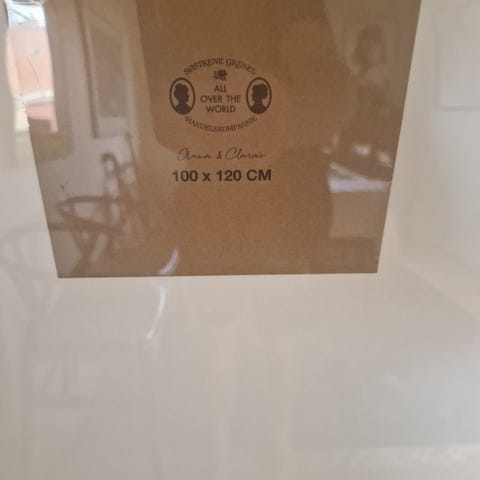 SØSTRENE GRENES
ALL
OVER THE
WORLD
HANDELSKOMPAGNIE
Anna & Clara's
100 x 120 CM